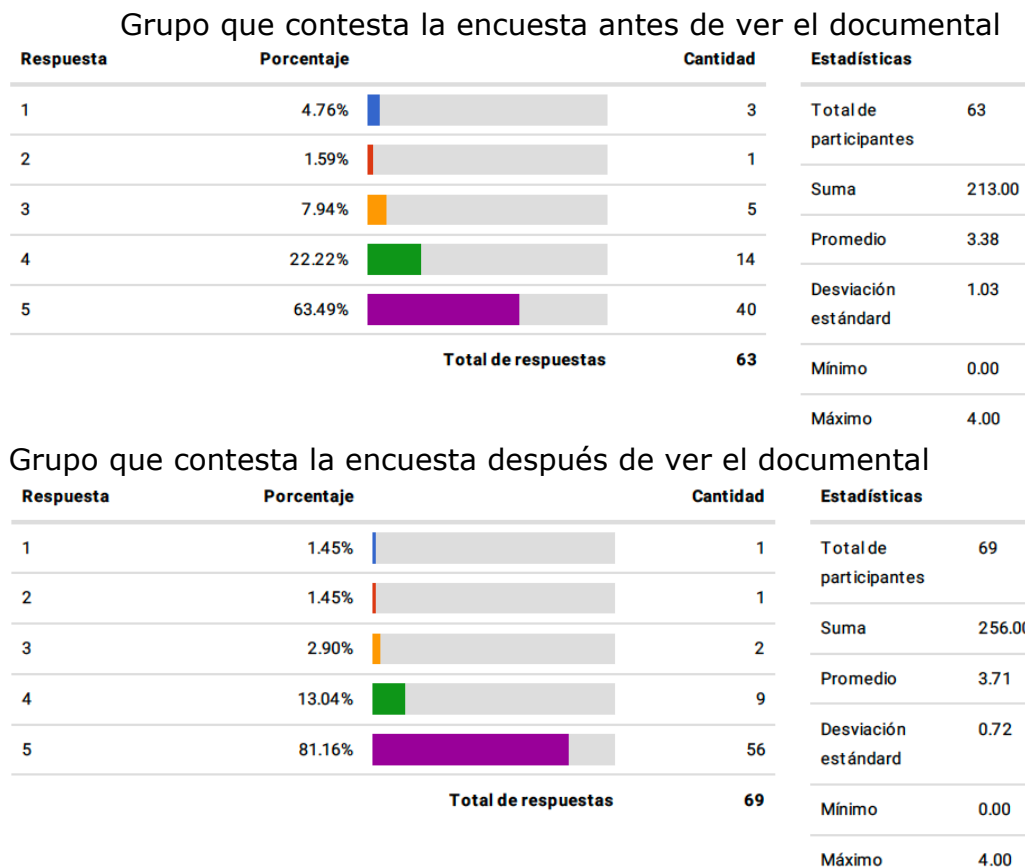 Grupo que contesta la encuesta antes de ver el documental
Respuesta Porcentaje Cantidad Estadísticas
1 4.76% 3
Total de participantes 63
2 1.59% 1
Suma 213.00
3 7.94% 5
Promedio 3.38
4 22.22% 14
Desviación estándard 1.03
5 63.49% 40
Total de respuestas 63
Mínimo 0.00
Máximo 4.00
Grupo que contesta la encuesta después de ver el documental
Respuesta Porcentaje Cantidad Estadísticas
1 1.45% 1
Total de participantes 69
2 1.45% 1
Suma 256.00
3 2.90% 2
Promedio 3.71
4 13.04% 9
Desviación estándard 0.72
5 81.16% 56
Total de respuestas 69
Mínimo 0.00
Máximo 4.00